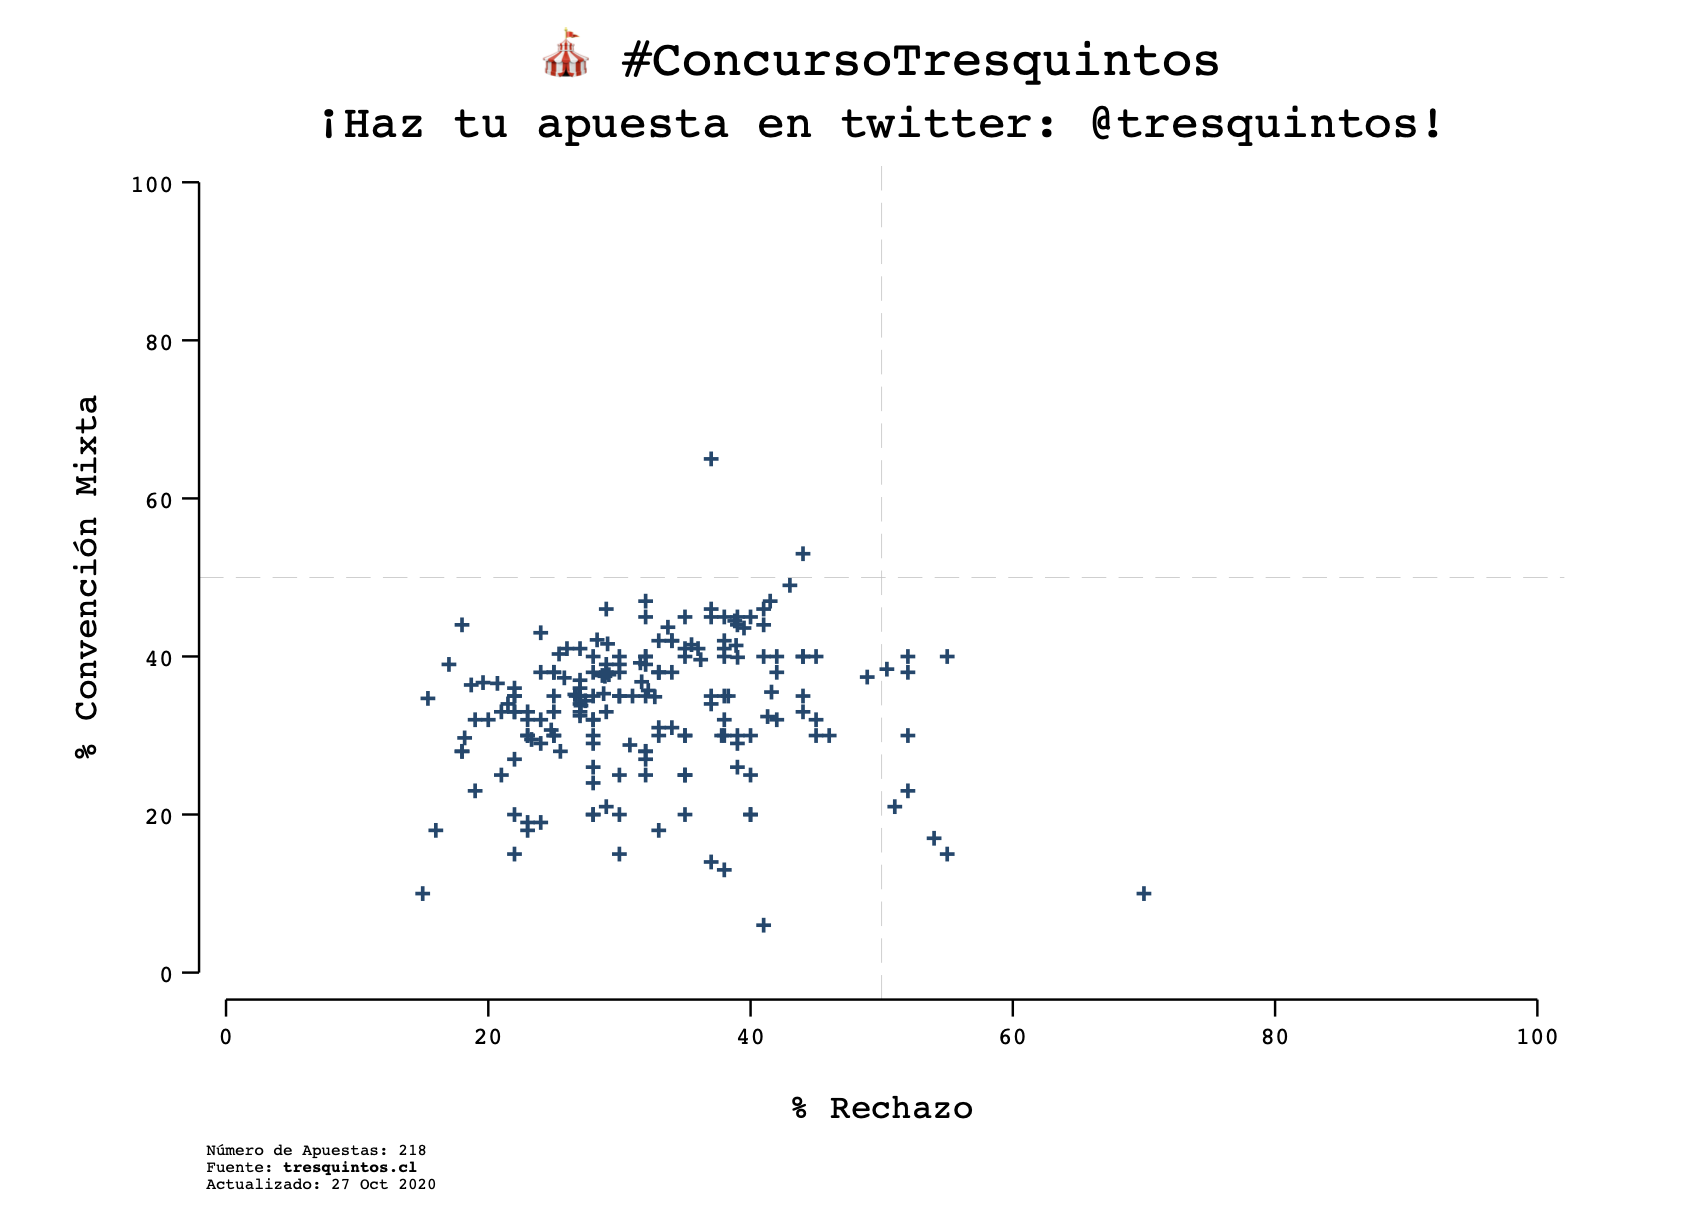 #ConcursoTresquintos
¡Haz tu apuesta en twitter: @tresquintos!
100
80
60
40
20
0
% Convención Mixta
0 20 40 60 80 100
% Rechazo
Número de Apuestas: 218
Fuente: tresquintos.cl
Actualizado: 27 Oct 2020